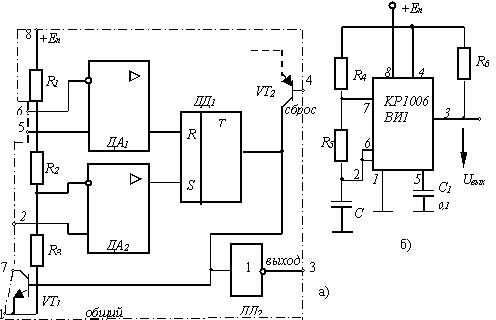 8 +Eп
R1
6
5
R2
2
R3
7
1
VT1
ДА1
ДА2
ДД1
R T
S
VT2
4
сброс
1
выход
3
общий
ЛЛ2
а)
+Eп
R4
R6
8 4
7
КР1006
ВИ1
3
R5
6
2
1
5
C
C1
0,1
Uвых
б)